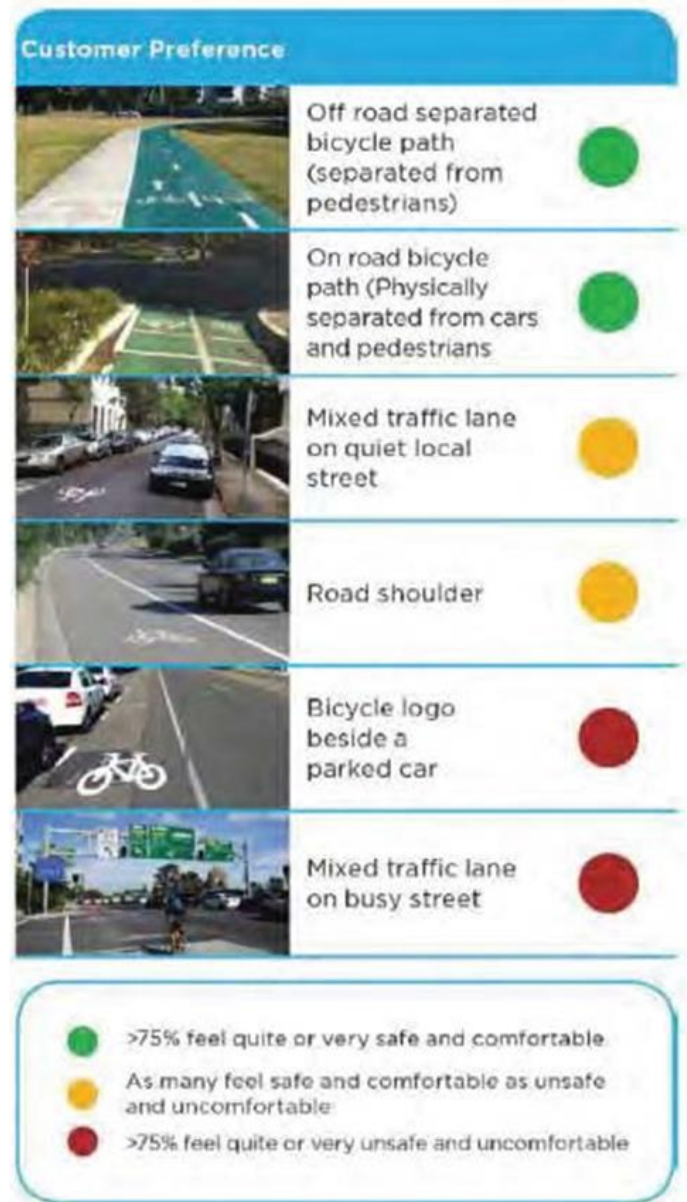 Customer Preference
Off road separated
bicycle path
(separated from
pedestrians)
On road bicycle
path (Physically
separated from cars
and pedestrians
Mixed traffic lane
on quiet local
street
Road shoulder
Bicycle logo
beside a
parked car
Mixed traffic lane
on busy street
>75% feel quite or very safe and comfortable
As many feel safe and comfortable as unsafe
and uncomfortable
>75% feel quite or very unsafe and uncomfortable